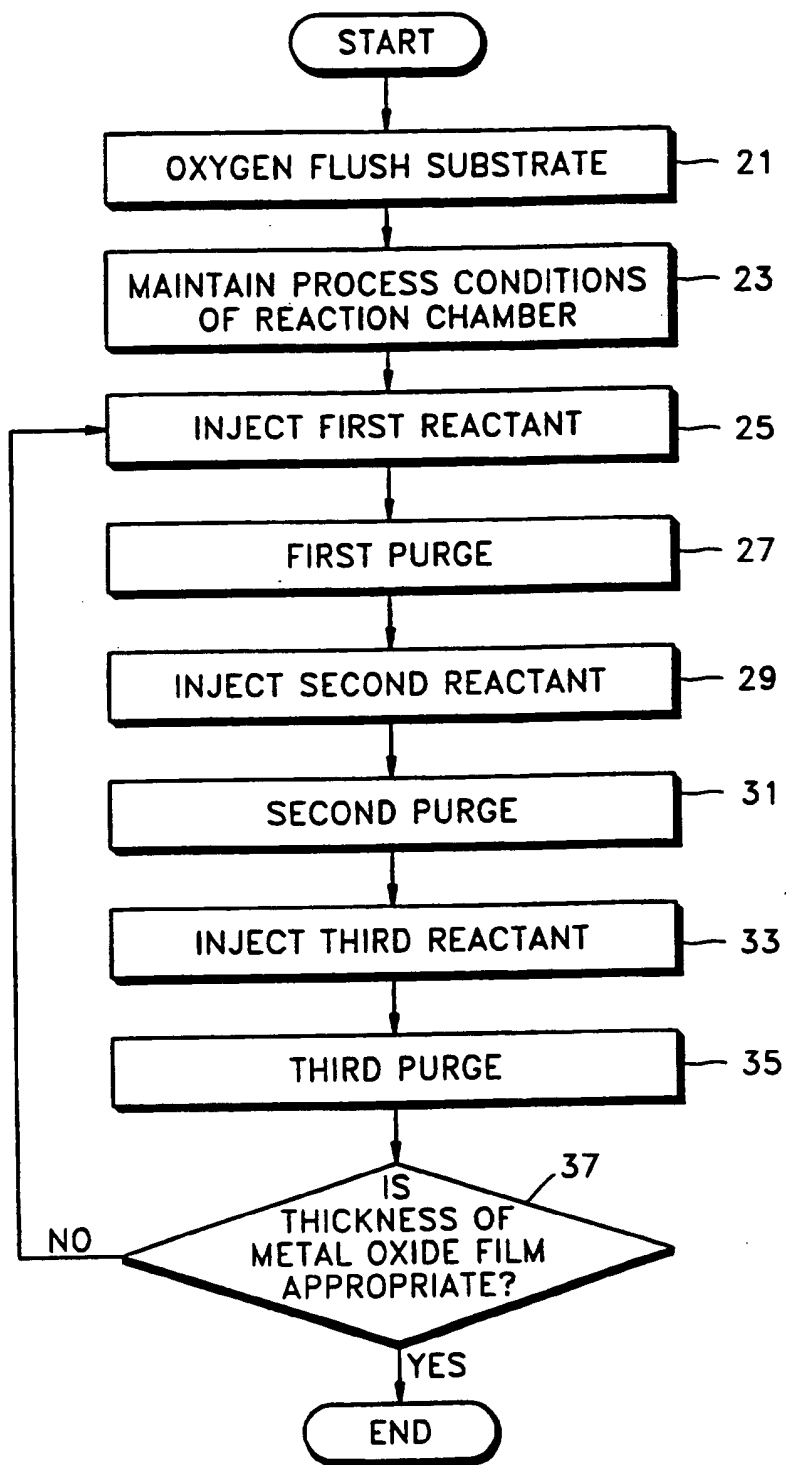 START
OXYGEN FLUSH SUBSTRATE
21
MAINTAIN PROCESS CONDITIONS
OF REACTION CHAMBER
23
INJECT FIRST REACTANT
25
FIRST PURGE
27
INJECT SECOND REACTANT
29
SECOND PURGE
31
INJECT THIRD REACTANT
33
THIRD PURGE
35
37
IS
THICKNESS OF
METAL OXIDE FILM
APPROPRIATE?
NO
YES
END